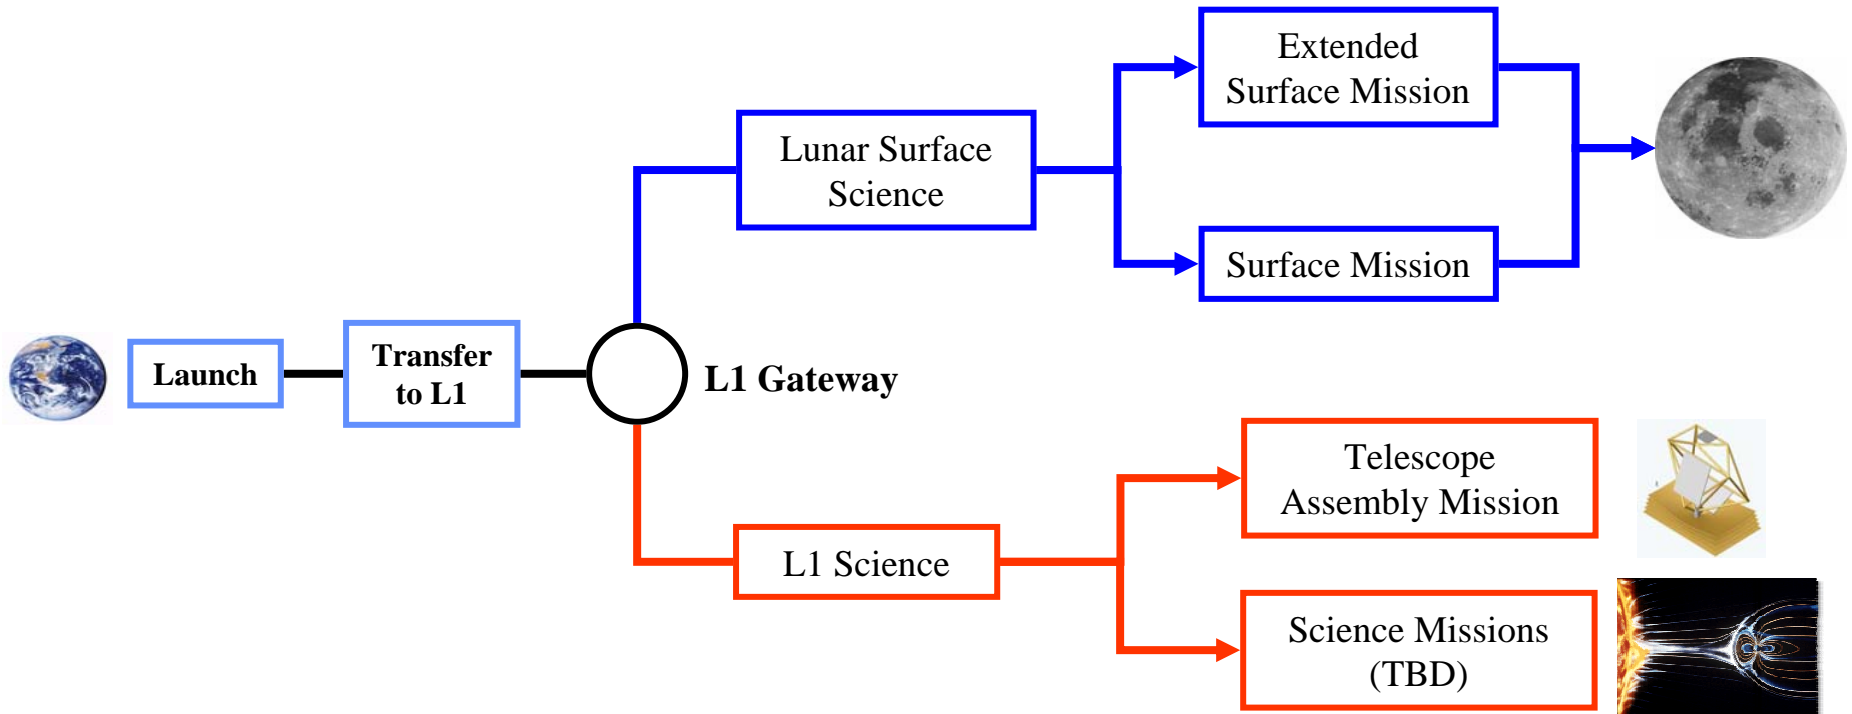 Extended
Surface Mission
Lunar Surface
Science
Surface Mission
Launch
Transfer
to L1
L1 Gateway
Telescope
Assembly Mission
L1 Science
Science Missions
(TBD)